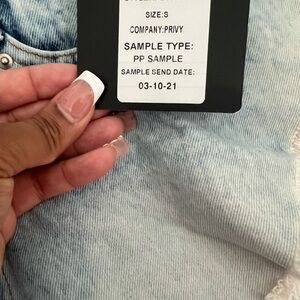 SIZE:S
COMPANY:PRIVY
SAMPLE TYPE:
PP SAMPLE
SAMPLE SEND DATE:
03-10-21